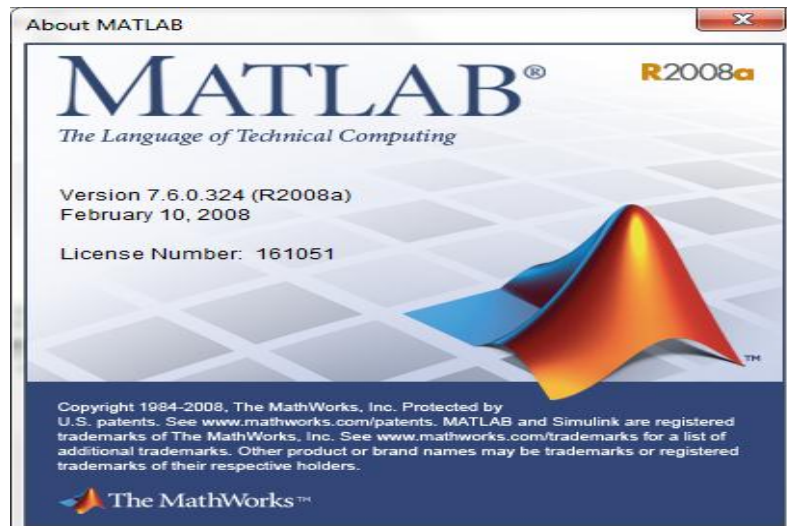 About MATLAB
MATLAB®
R2008a
The Language of Technical Computing
Version 7.6.0.324 (R2008a)
February 10, 2008
License Number: 161051
TM
Copyright 1984-2008, The MathWorks, Inc. Protected by
U.S. patents. See www.mathworks.com/patents. MATLAB and Simulink are registered
trademarks of The MathWorks, Inc. See www.mathworks.com/trademarks for a list of
additional trademarks. Other product or brand names may be trademarks or registered
trademarks of their respective holders.
The MathWorks™